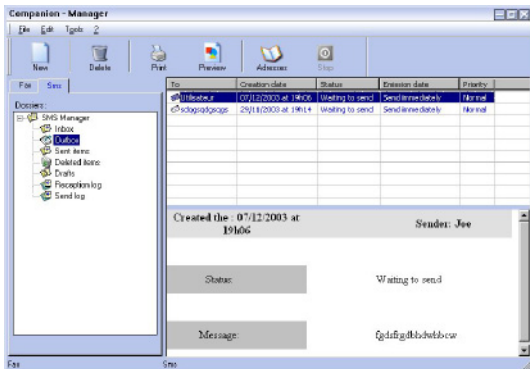 Companion - Manager
File Edit Tools 2
New Delete Print Preview Adresses Stop
Fax Sms
Dossiers:
SMS Manager
Inbox
Outbox
Sent items
Deleted items
Drafts
Reception log
Send log
To Creation date Status Emission date Priority
Utilisateur 07/12/2003 at 19h06 Waiting to send Send immediately Normal
29/11/2003 at 19h14 Waiting to send Send immediately Normal
Created the : 07/12/2003 at 19h06
Sender: Joe
Status: Waiting to send
Message:
Fax Sms